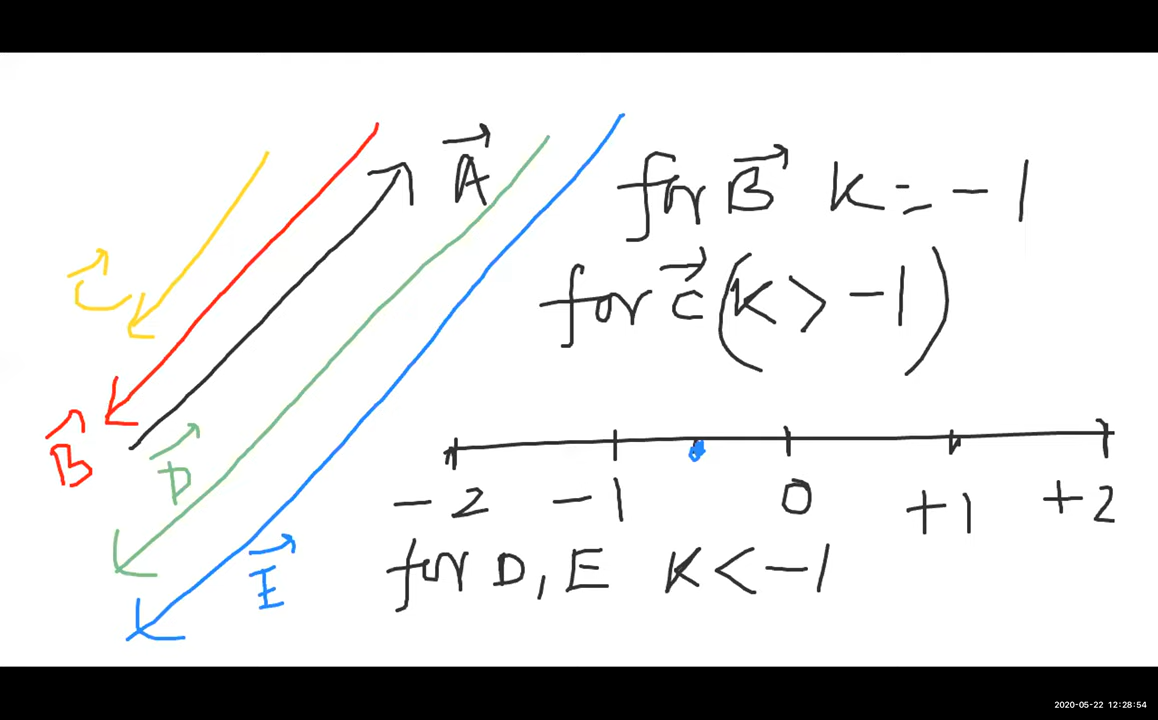 A⃗
for B⃗ K = -1
C⃗
for C⃗ (K > -1)
B⃗
D⃗
-2 -1 0 +1 +2
E⃗
for D, E K < -1
2020-05-22 12:28:54